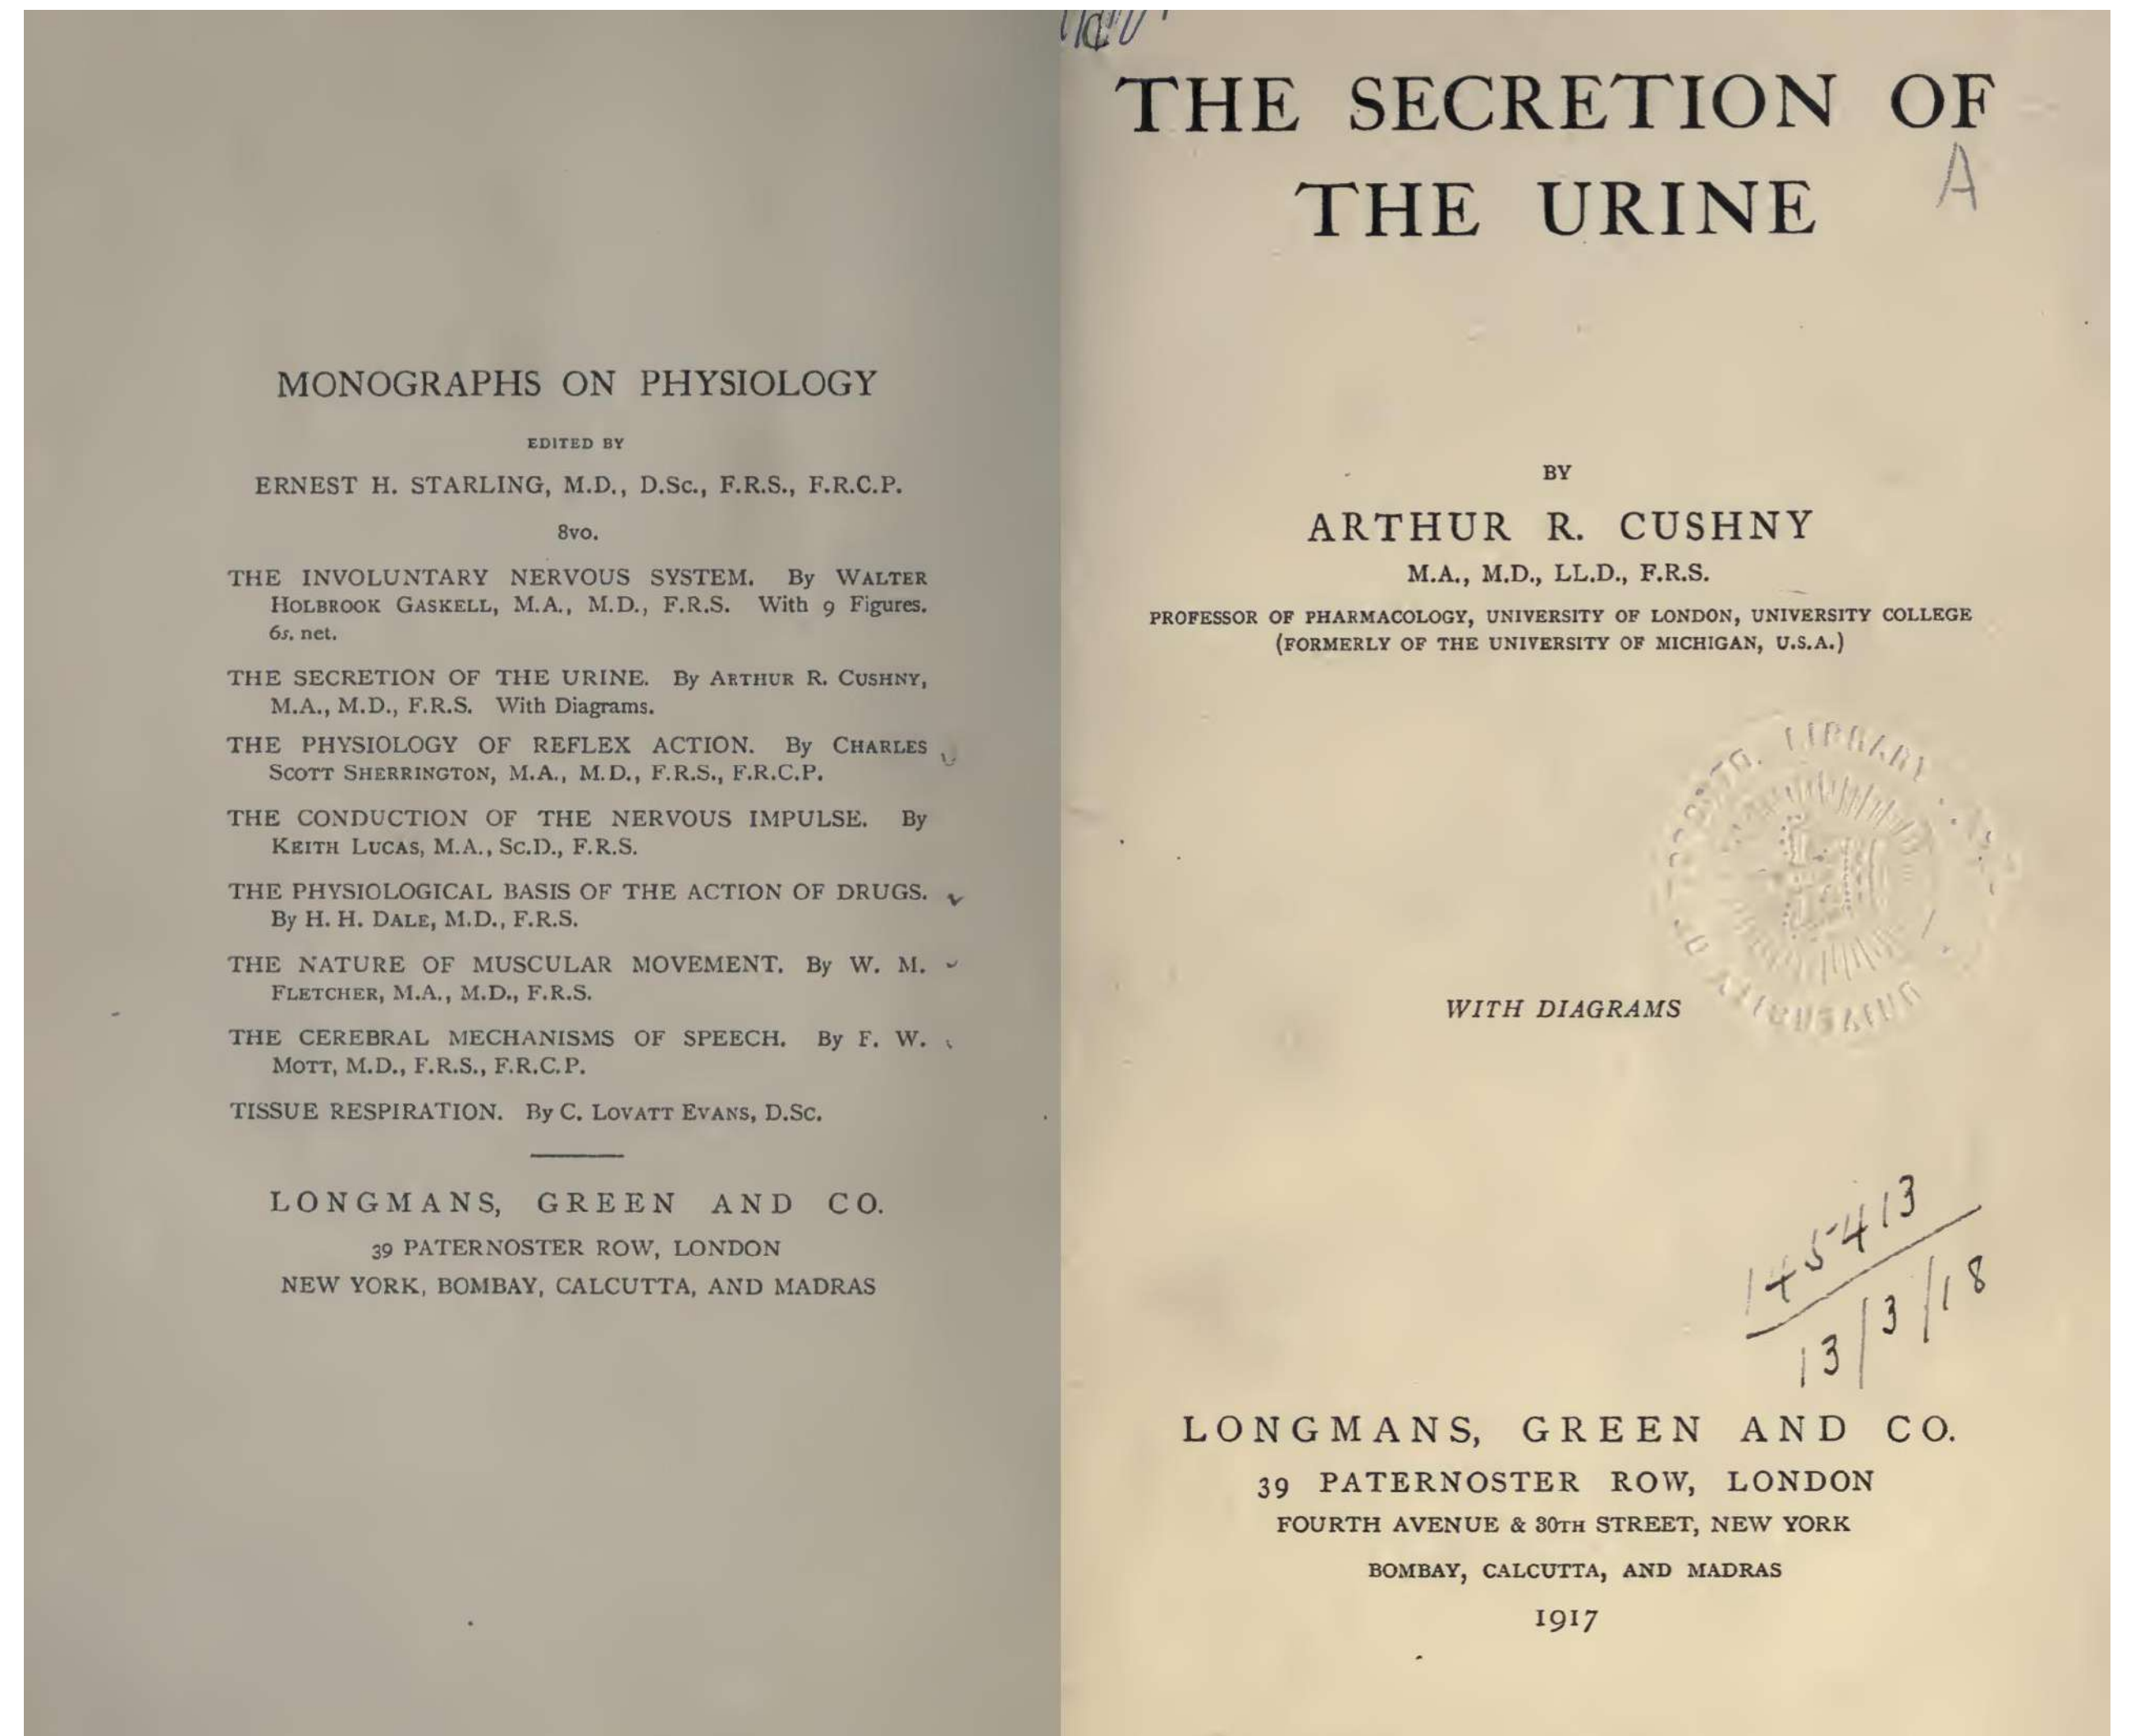 MONOGRAPHS ON PHYSIOLOGY
EDITED BY
ERNEST H. STARLING, M.D., D.Sc., F.R.S., F.R.C.P.
8vo.
THE INVOLUNTARY NERVOUS SYSTEM. By WALTER
HOLBROOK GASKELL, M.A., M.D., F.R.S. With 9 Figures.
6s. net.
THE SECRETION OF THE URINE. By ARTHUR R. CUSHNY,
M.A., M.D., F.R.S. With Diagrams.
THE PHYSIOLOGY OF REFLEX ACTION. By CHARLES
SCOTT SHERRINGTON, M.A., M.D., F.R.S., F.R.C.P.
THE CONDUCTION OF THE NERVOUS IMPULSE. By
KEITH LUCAS, M.A., Sc.D., F.R.S.
THE PHYSIOLOGICAL BASIS OF THE ACTION OF DRUGS.
By H. H. DALE, M.D., F.R.S.
THE NATURE OF MUSCULAR MOVEMENT. By W. M.
FLETCHER, M.A., M.D., F.R.S.
THE CEREBRAL MECHANISMS OF SPEECH. By F. W.
MOTT, M.D., F.R.S., F.R.C.P.
TISSUE RESPIRATION. By C. LOVATT EVANS, D.Sc.
LONGMANS, GREEN AND CO.
39 PATERNOSTER ROW, LONDON
NEW YORK, BOMBAY, CALCUTTA, AND MADRAS
THE SECRETION OF
THE URINE
A
BY
ARTHUR R. CUSHNY
M.A., M.D., LL.D., F.R.S.
PROFESSOR OF PHARMACOLOGY, UNIVERSITY OF LONDON, UNIVERSITY COLLEGE
(FORMERLY OF THE UNIVERSITY OF MICHIGAN, U.S.A.)
LIBRARY
UNIVERSITY
WITH DIAGRAMS
145413
13/3/18
LONGMANS, GREEN AND CO.
39 PATERNOSTER ROW, LONDON
FOURTH AVENUE & 30TH STREET, NEW YORK
BOMBAY, CALCUTTA, AND MADRAS
1917